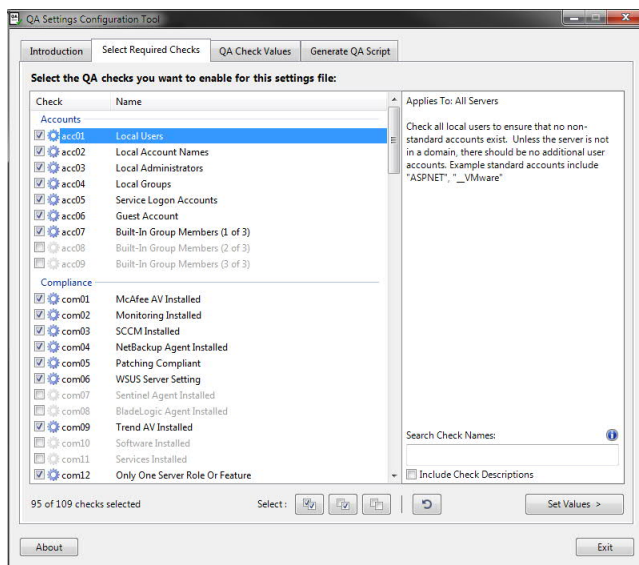 QA Settings Configuration Tool
Introduction
Select Required Checks
QA Check Values
Generate QA Script
Select the QA checks you want to enable for this settings file:
Check Name
Accounts
acc01 Local Users
acc02 Local Account Names
acc03 Local Administrators
acc04 Local Groups
acc05 Service Logon Accounts
acc06 Guest Account
acc07 Built-In Group Members (1 of 3)
acc08 Built-In Group Members (2 of 3)
acc09 Built-In Group Members (3 of 3)
Compliance
com01 McAfee AV Installed
com02 Monitoring Installed
com03 SCCM Installed
com04 NetBackup Agent Installed
com05 Patching Compliant
com06 WSUS Server Setting
com07 Sentinel Agent Installed
com08 BladeLogic Agent Installed
com09 Trend AV Installed
com10 Software Installed
com11 Services Installed
com12 Only One Server Role Or Feature
Applies To: All Servers
Check all local users to ensure that no non-
standard accounts exist. Unless the server is not
in a domain, there should be no additional user
accounts. Example standard accounts include
"ASPNET", "__VMware"
Search Check Names:
Include Check Descriptions
95 of 109 checks selected
Select :
Set Values >
About
Exit